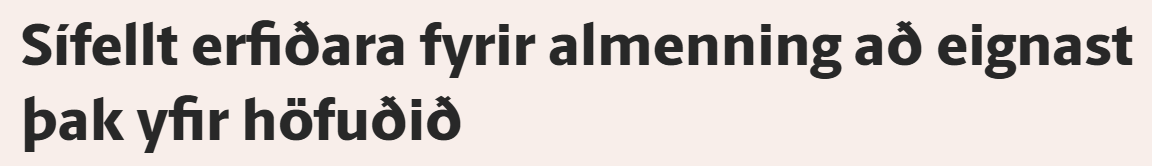 Sífellt erfiðara fyrir almenning að eignast
þak yfir höfuðið